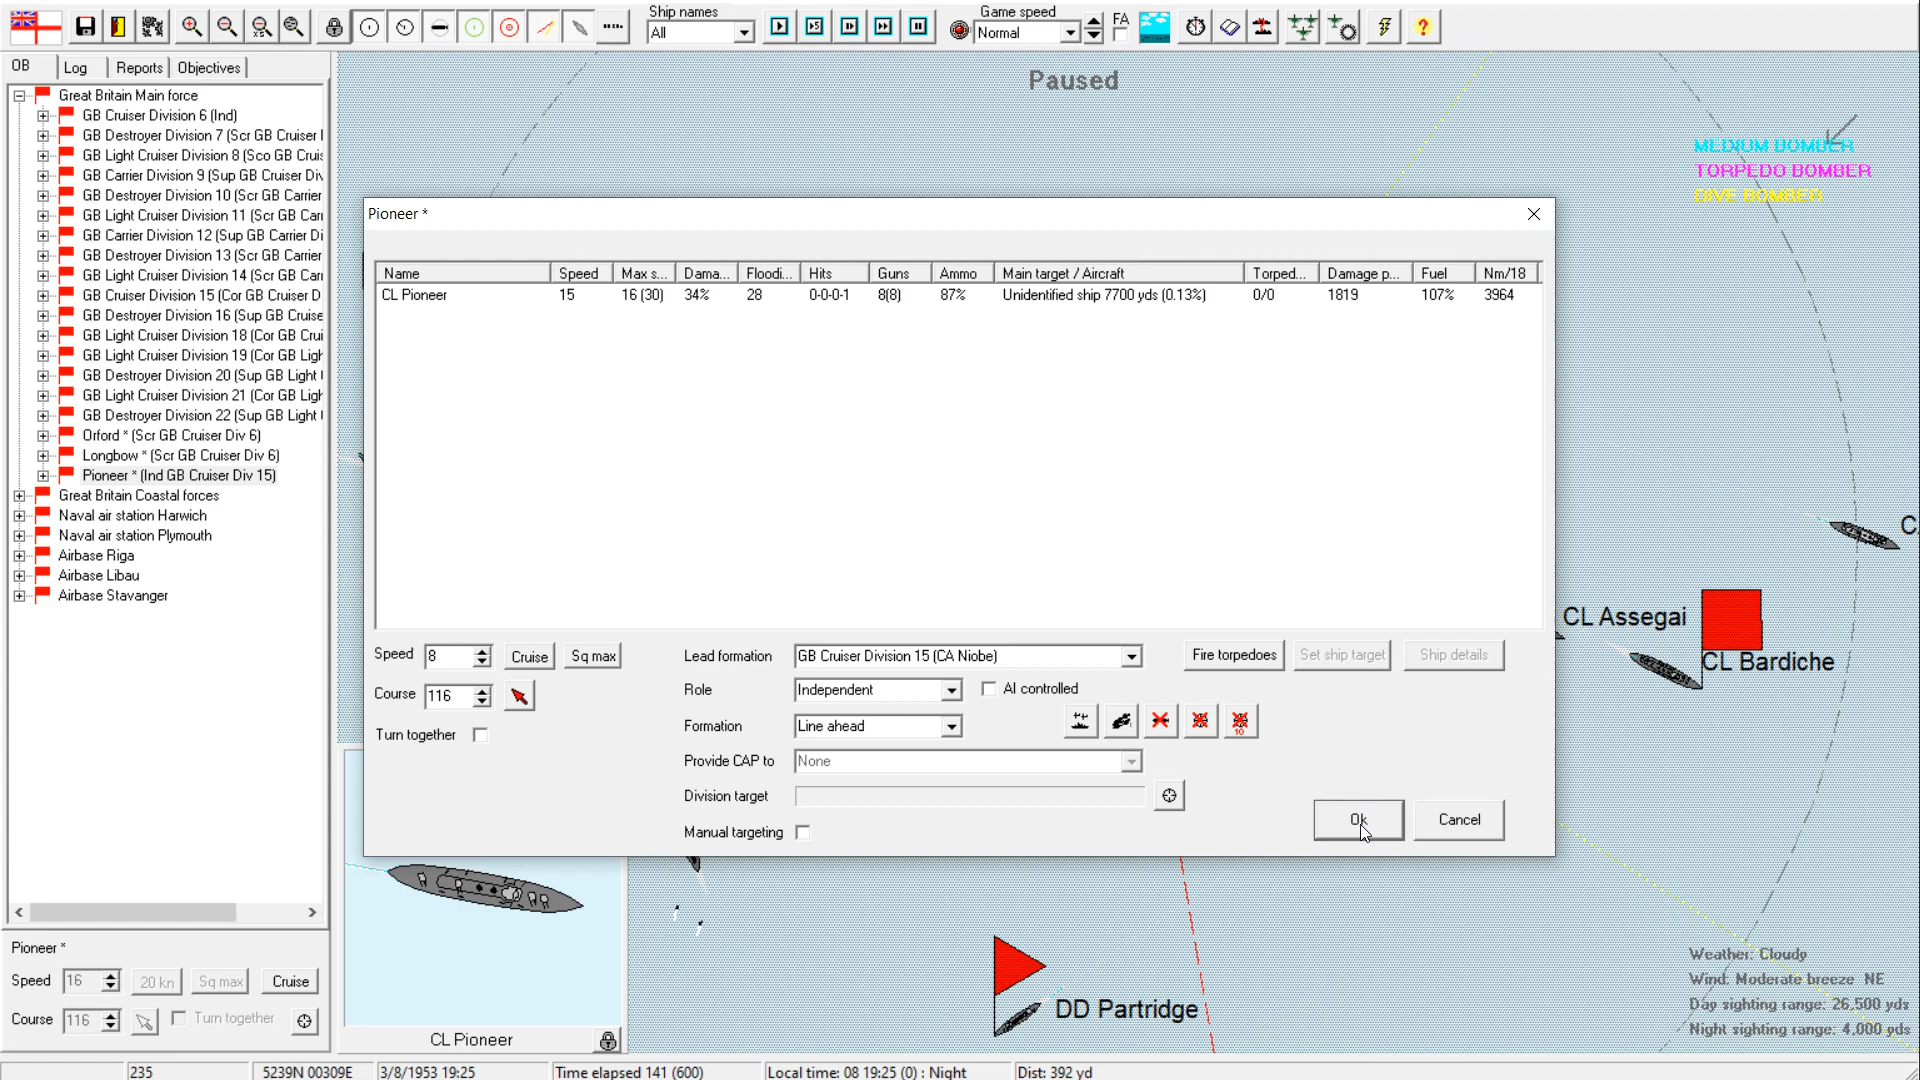 Ship names
All
Game speed
Normal
FA
OB
Log
Reports
Objectives
Great Britain Main force
GB Cruiser Division 6 (Ind)
GB Destroyer Division 7 (Scr GB Cruiser
GB Light Cruiser Division 8 (Sco GB Cruis
GB Carrier Division 9 (Sup GB Cruiser Div
GB Destroyer Division 10 (Scr GB Carrier
GB Light Cruiser Division 11 (Scr GB Carr
GB Carrier Division 12 (Sup GB Carrier Di
GB Destroyer Division 13 (Scr GB Carrier
GB Light Cruiser Division 14 (Scr GB Carr
GB Cruiser Division 15 (Cor GB Cruiser D
GB Destroyer Division 16 (Sup GB Cruise
GB Light Cruiser Division 18 (Cor GB Crui
GB Light Cruiser Division 19 (Cor GB Ligh
GB Destroyer Division 20 (Sup GB Light
GB Light Cruiser Division 21 (Cor GB Ligh
GB Destroyer Division 22 (Sup GB Light
Orford * (Scr GB Cruiser Div 6)
Longbow * (Scr GB Cruiser Div 6)
Pioneer * (Ind GB Cruiser Div 15)
Great Britain Coastal forces
Naval air station Harwich
Naval air station Plymouth
Airbase Riga
Airbase Libau
Airbase Stavanger
Pioneer *
Speed 16 20 kn Sq max Cruise
Course 116 Turn together
Paused
MEDIUM BOMBER
TORPEDO BOMBER
DIVE BOMBER
Pioneer *
Name Speed Max s... Dama... Floodi... Hits Guns Ammo Main target / Aircraft Torped... Damage p... Fuel Nm/18
CL Pioneer 15 16 (30) 34% 28 0-0-0-1 8(8) 87% Unidentified ship 7700 yds (0.13%) 0/0 1819 107% 3964
Speed 8 Cruise Sq max
Course 116
Turn together
Lead formation GB Cruiser Division 15 (CA Niobe)
Role Independent AI controlled
Formation Line ahead
Provide CAP to None
Division target
Manual targeting
Fire torpedoes Set ship target Ship details
10
Ok Cancel
C
CL Assegai
CL Bardiche
DD Partridge
CL Pioneer
Weather: Cloudy
Wind: Moderate breeze NE
Day sighting range: 26,500 yds
Night sighting range: 4,000 yds
235 5239N 00309E 3/8/1953 19:25 Time elapsed 141 (600) Local time: 08 19:25 (0) : Night Dist: 392 yd